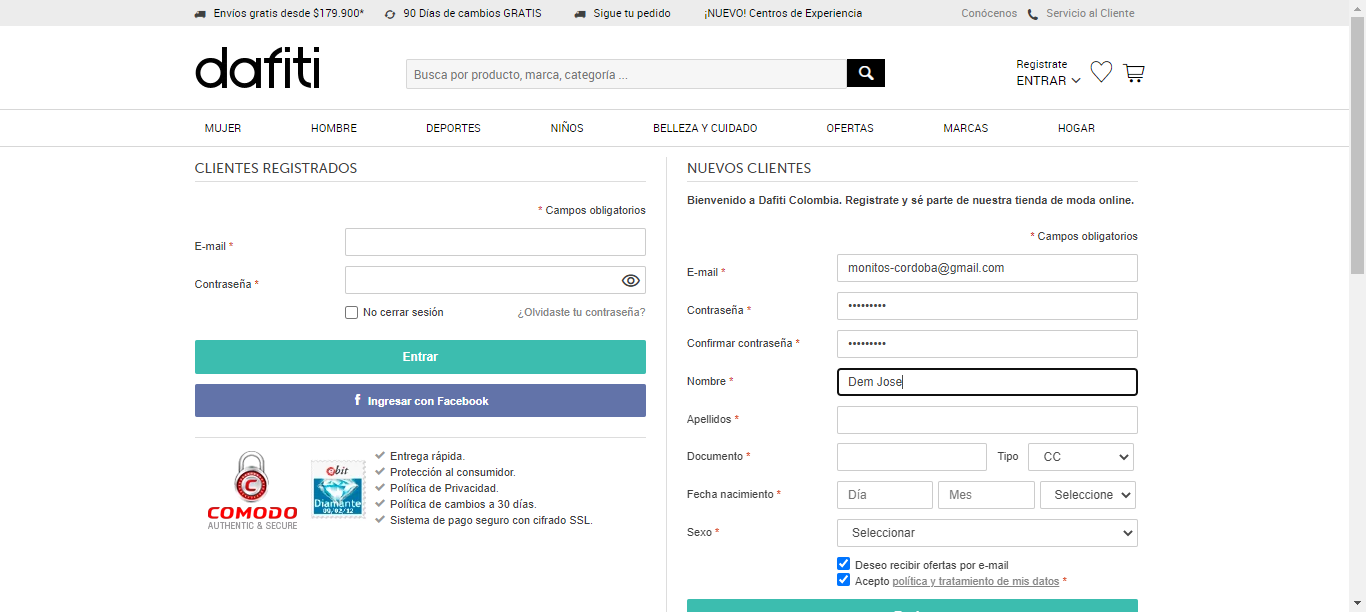 Envíos gratis desde $179.900*
90 Días de cambios GRATIS
Sigue tu pedido
¡NUEVO! Centros de Experiencia
Conócenos
Servicio al Cliente
dafiti
Busca por producto, marca, categoría ...
Registrate
ENTRAR
MUJER
HOMBRE
DEPORTES
NIÑOS
BELLEZA Y CUIDADO
OFERTAS
MARCAS
HOGAR
CLIENTES REGISTRADOS
* Campos obligatorios
E-mail *
Contraseña *
No cerrar sesión
¿Olvidaste tu contraseña?
Entrar
f Ingresar con Facebook
COMODO
AUTHENTIC & SECURE
ebit
Diamante
09/02/12
Entrega rápida.
Protección al consumidor.
Política de Privacidad.
Política de cambios a 30 días.
Sistema de pago seguro con cifrado SSL.
NUEVOS CLIENTES
Bienvenido a Dafiti Colombia. Registrate y sé parte de nuestra tienda de moda online.
* Campos obligatorios
E-mail * monitos-cordoba@gmail.com
Contraseña * •••••••••
Confirmar contraseña * •••••••••
Nombre * Dem Jose
Apellidos *
Documento * Tipo CC
Fecha nacimiento * Día Mes Seleccione
Sexo * Seleccionar
Deseo recibir ofertas por e-mail
Acepto política y tratamiento de mis datos *